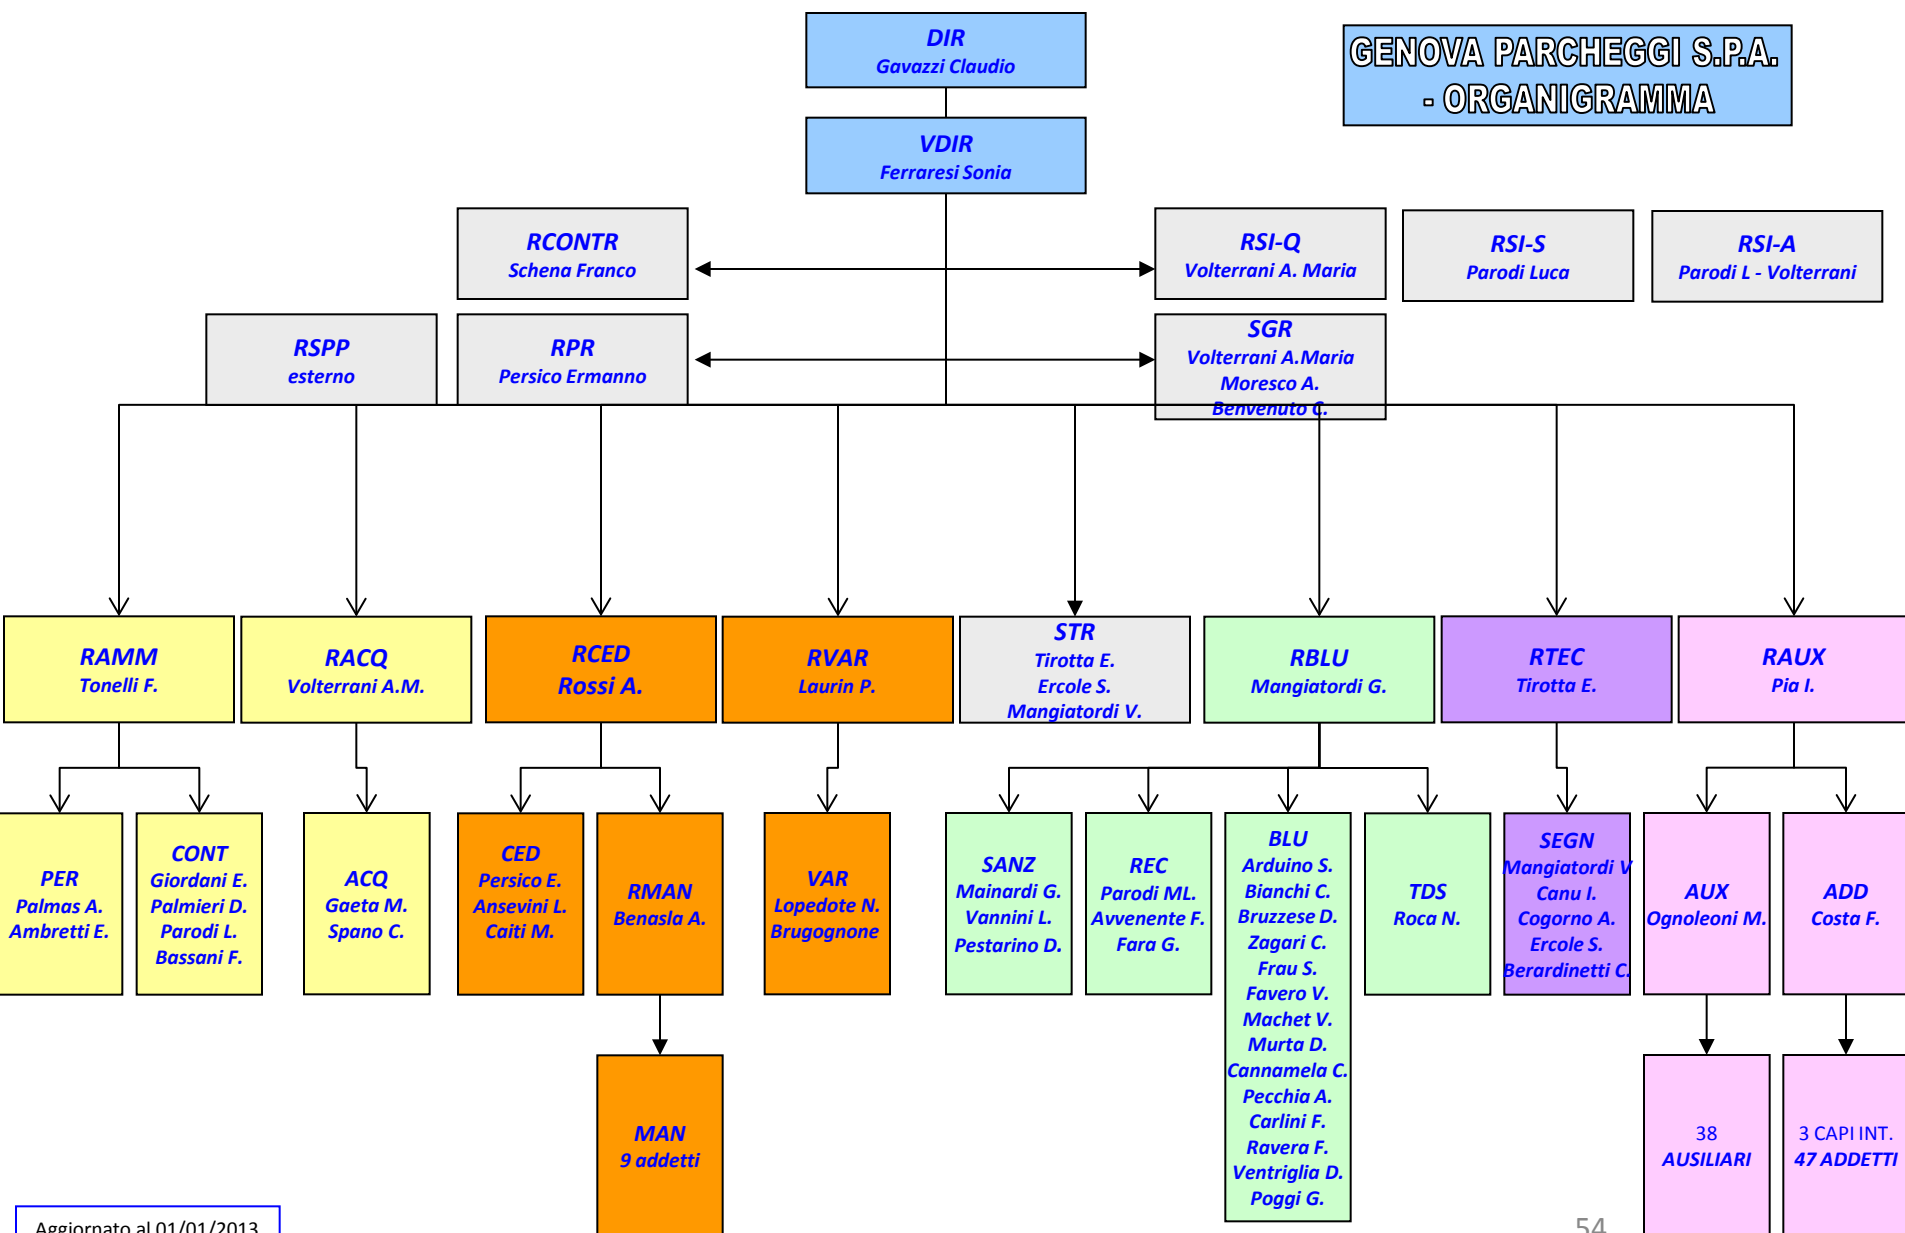 DIR
Gavazzi Claudio
GENOVA PARCHEGGI S.P.A.
- ORGANIGRAMMA
VDIR
Ferraresi Sonia
RCONTR
Schena Franco
RSI-Q
Volterrani A. Maria
RSI-S
Parodi Luca
RSI-A
Parodi L - Volterrani
RSPP
esterno
RPR
Persico Ermanno
SGR
Volterrani A.Maria
Moresco A.
Benvenuto C.
RAMM
Tonelli F.
RACQ
Volterrani A.M.
RCED
Rossi A.
RVAR
Laurin P.
STR
Tirotta E.
Ercole S.
Mangiatordi V.
RBLU
Mangiatordi G.
RTEC
Tirotta E.
RAUX
Pia I.
PER
Palmas A.
Ambretti E.
CONT
Giordani E.
Palmieri D.
Parodi L.
Bassani F.
ACQ
Gaeta M.
Spano C.
CED
Persico E.
Ansevini L.
Caiti M.
RMAN
Benasla A.
VAR
Lopedote N.
Brugognone
SANZ
Mainardi G.
Vannini L.
Pestarino D.
REC
Parodi ML.
Avvenente F.
Fara G.
BLU
Arduino S.
Bianchi C.
Bruzzese D.
Zagari C.
Frau S.
Favero V.
Machet V.
Murta D.
Cannamela C.
Pecchia A.
Carlini F.
Ravera F.
Ventriglia D.
Poggi G.
TDS
Roca N.
SEGN
Mangiatordi V
Canu I.
Cogorno A.
Ercole S.
Berardinetti C.
AUX
Ognoleoni M.
ADD
Costa F.
MAN
9 addetti
38
AUSILIARI
3 CAPI INT.
47 ADDETTI
Aggiornato al 01/01/2013
54